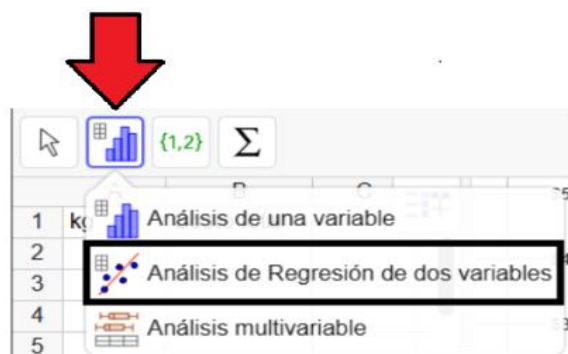 {1,2} Σ
A B C
1 kg Análisis de una variable
2
3 Análisis de Regresión de dos variables
4
5 Análisis multivariable